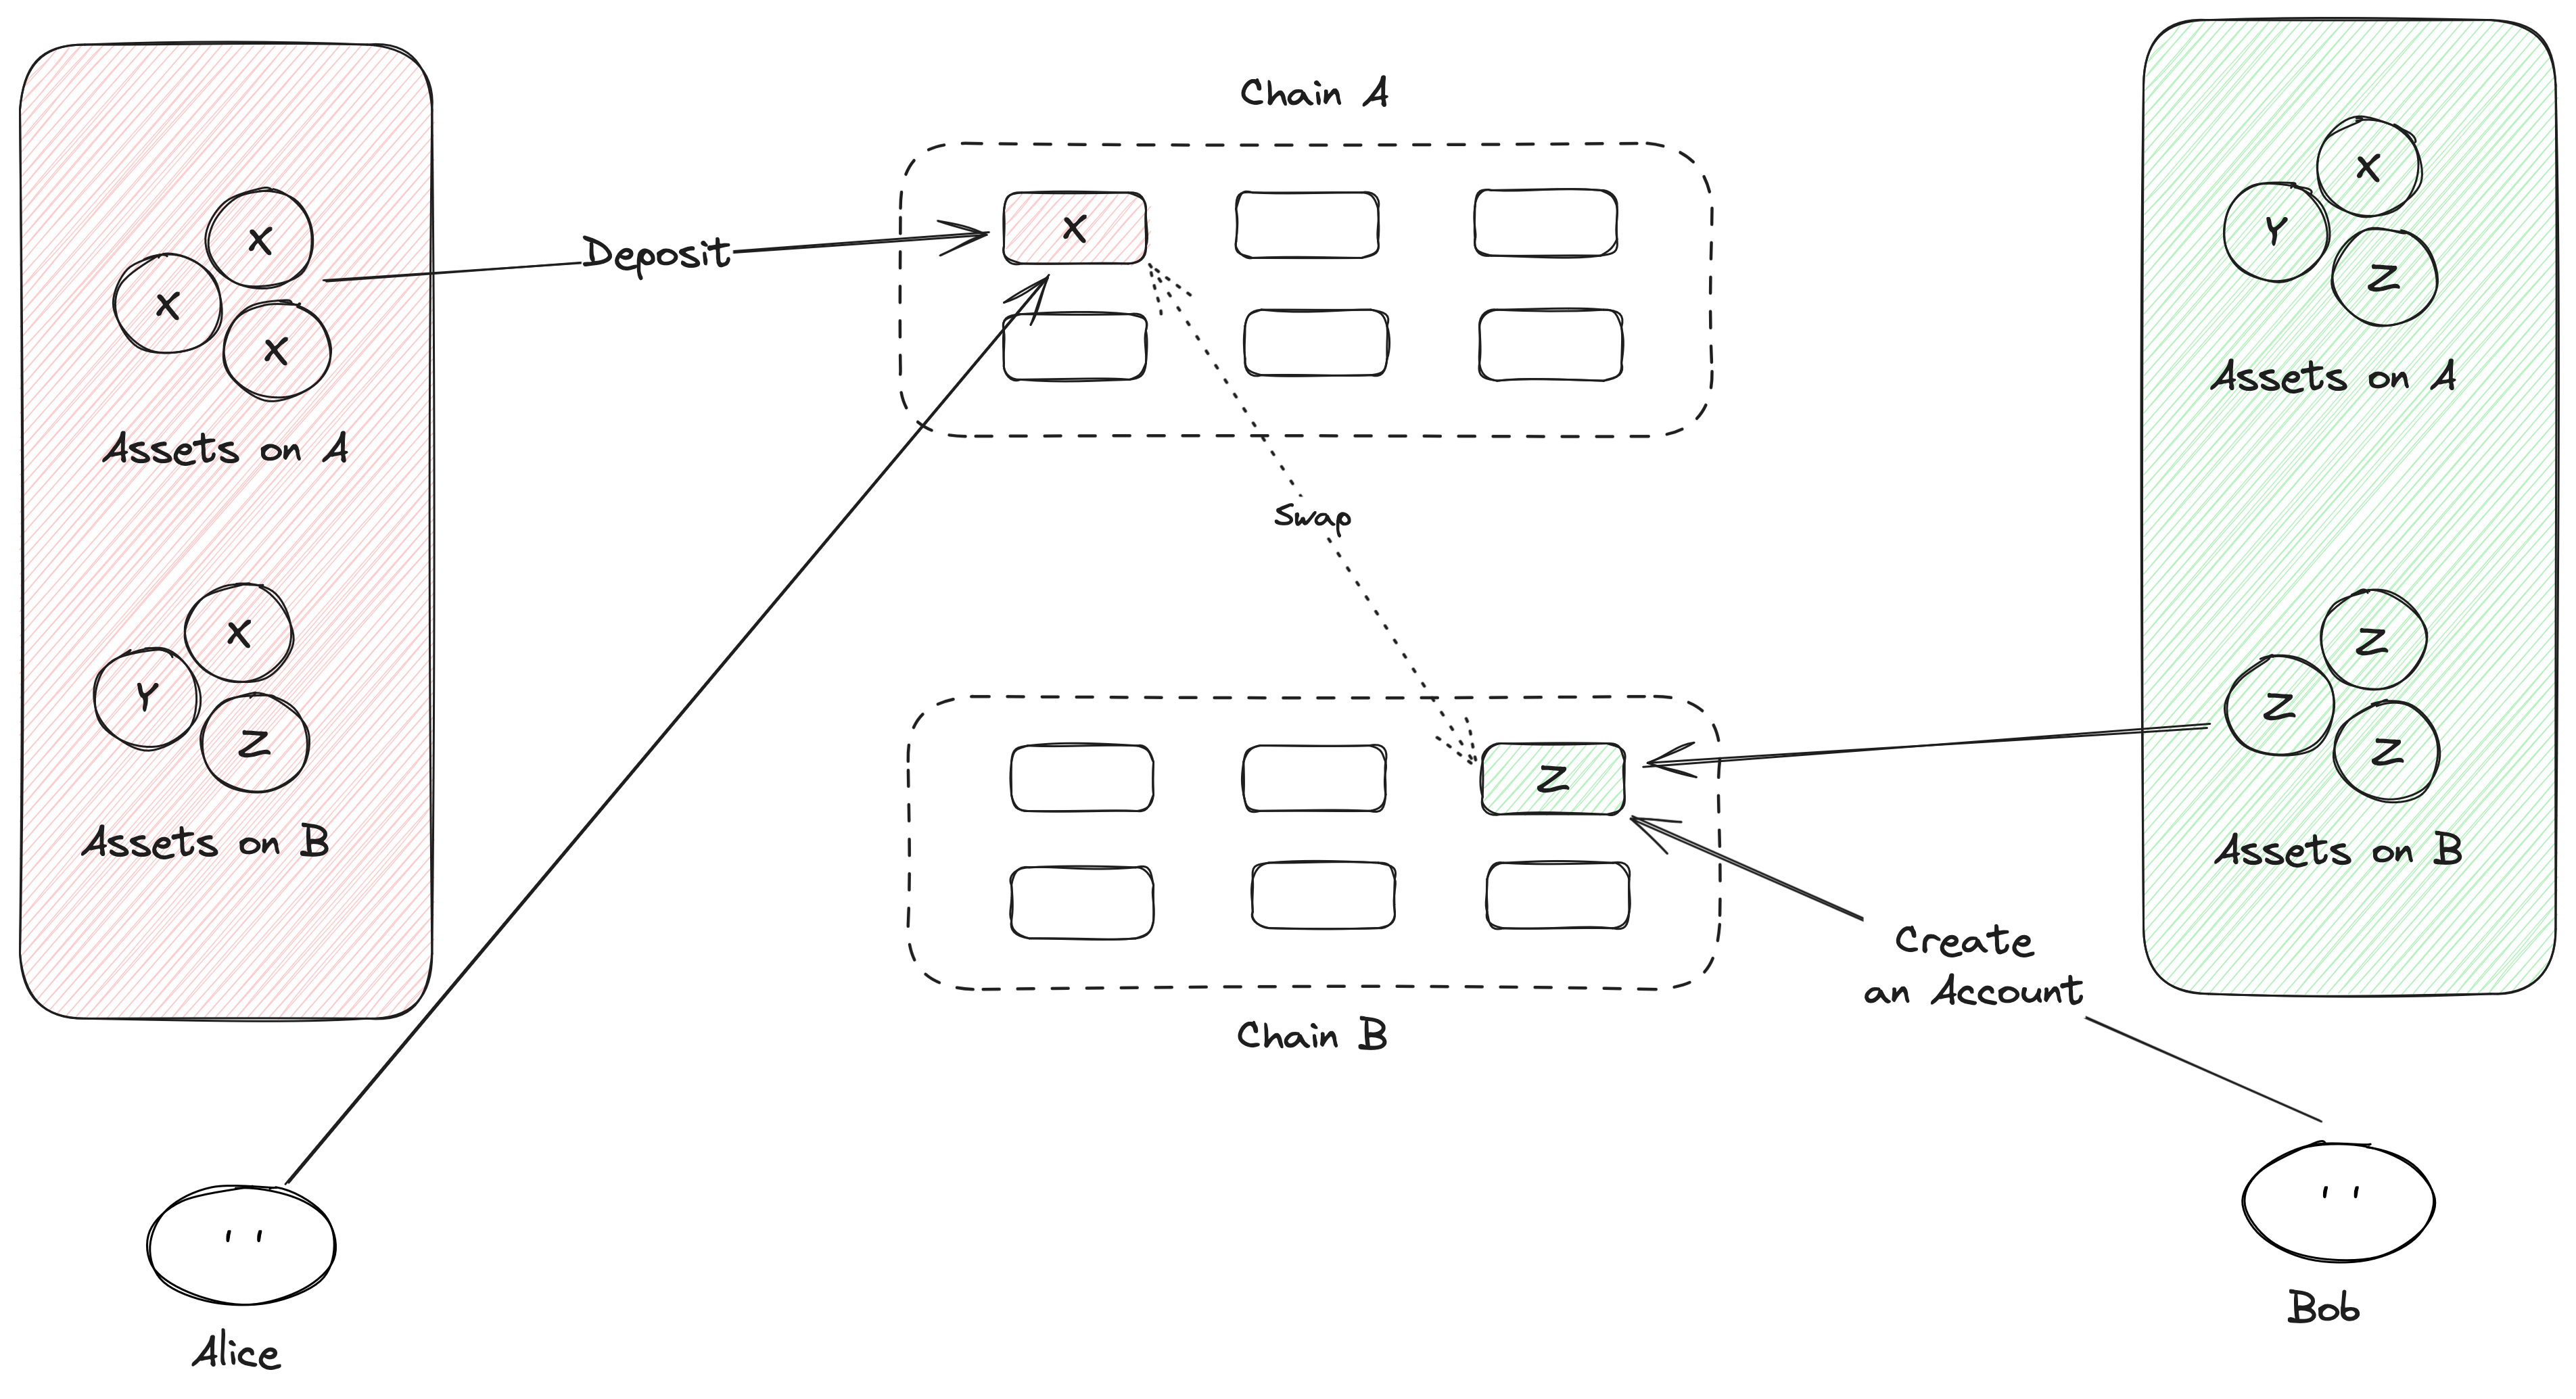 Chain A
X
X
Y
X
Z
X
X
Deposit
Assets on A
Assets on A
Swap
X
Y
Z
Assets on B
Z
Z
Z
Z
Assets on B
Create
an Account
Chain B
Alice
Bob